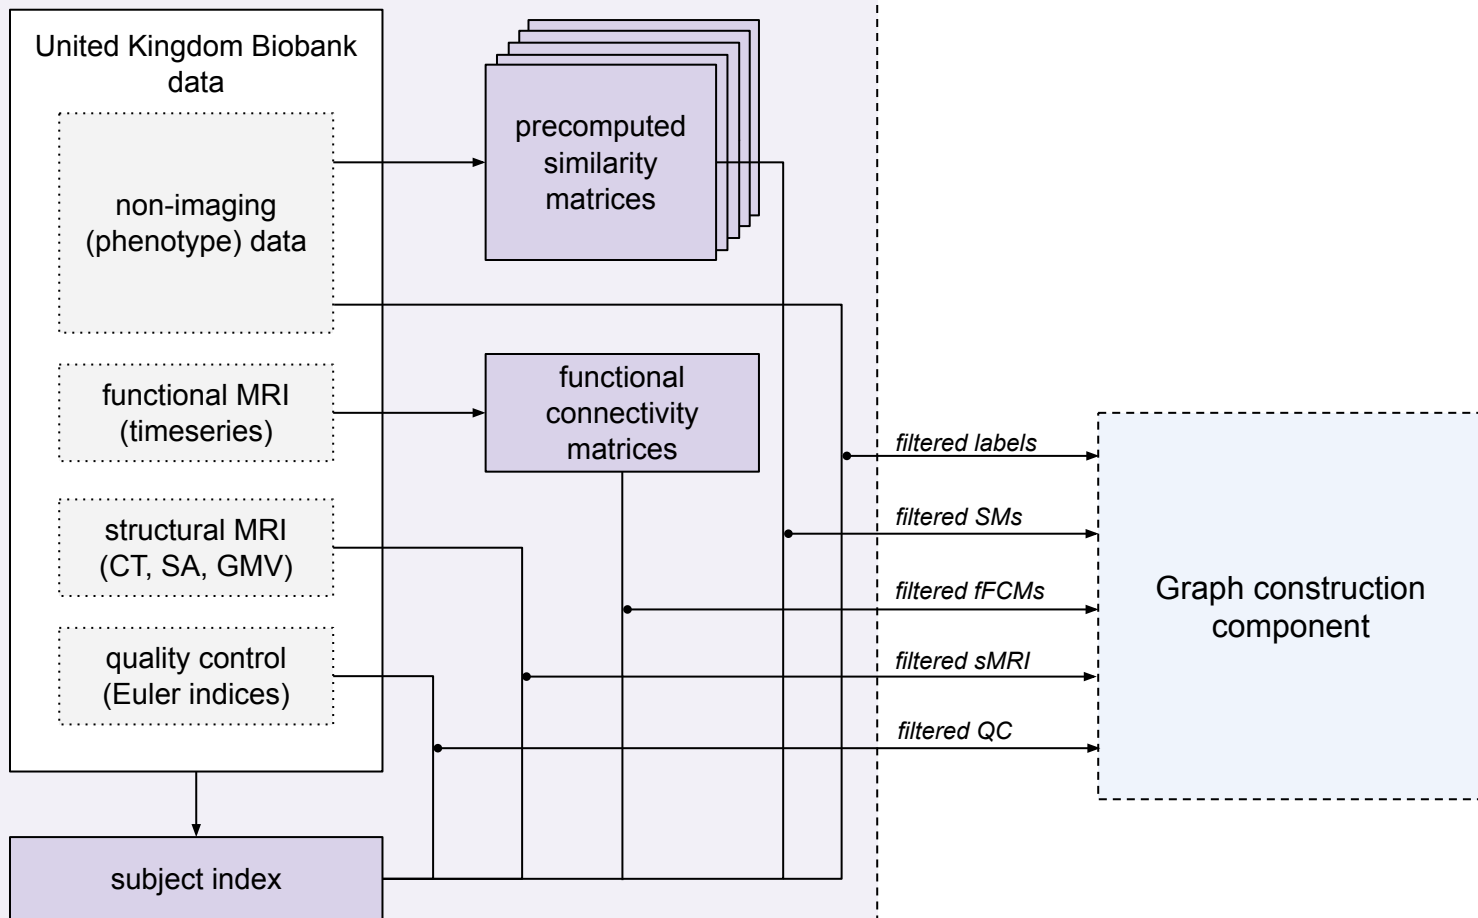 United Kingdom Biobank
data
non-imaging
(phenotype) data
functional MRI
(timeseries)
structural MRI
(CT, SA, GMV)
quality control
(Euler indices)
subject index
precomputed
similarity
matrices
functional
connectivity
matrices
filtered labels
filtered SMs
filtered fFCMs
filtered sMRI
filtered QC
Graph construction
component